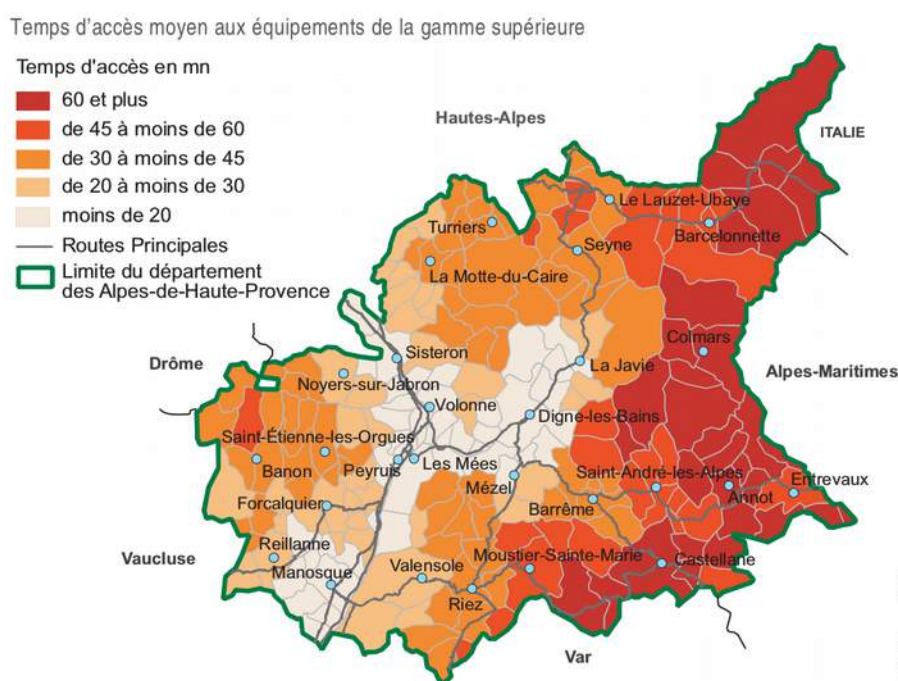 Temps d'accès moyen aux équipements de la gamme supérieure
Temps d'accès en mn
60 et plus
de 45 à moins de 60
de 30 à moins de 45
de 20 à moins de 30
moins de 20
Routes Principales
Limite du département
des Alpes-de-Haute-Provence
Hautes-Alpes
ITALIE
Le Lauzet-Ubaye
Turriers
Barcelonnette
Seyne
La Motte-du-Caire
Colmars
Sisteron
Drôme
La Javie
Alpes-Maritimes
Noyers-sur-Jabron
Volonne
Digne-les-Bains
Saint-Étienne-les-Orgues
Banon
Peyruis
Les Mées
Saint-André-les-Alpes
Entrevaux
Mézel
Annot
Forcalquier
Barrême
Reillanne
Moustier-Sainte-Marie
Castellane
Vaucluse
Manosque
Valensole
Riez
Var